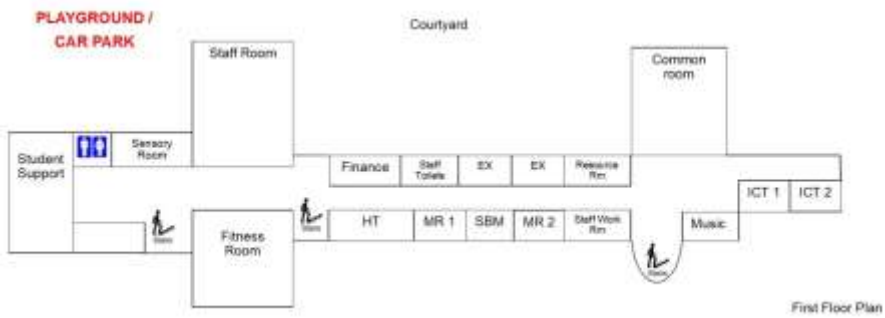 PLAYGROUND /
CAR PARK
Courtyard
Staff Room
Common
room
Student
Support
Sensory
Room
Finance
Staff
Toilets
EX
EX
Resource
Rm
ICT 1
ICT 2
Stairs
Fitness
Room
Stairs
HT
MR 1
SBM
MR 2
Staff Work
Rm
Stairs
Music
First Floor Plan